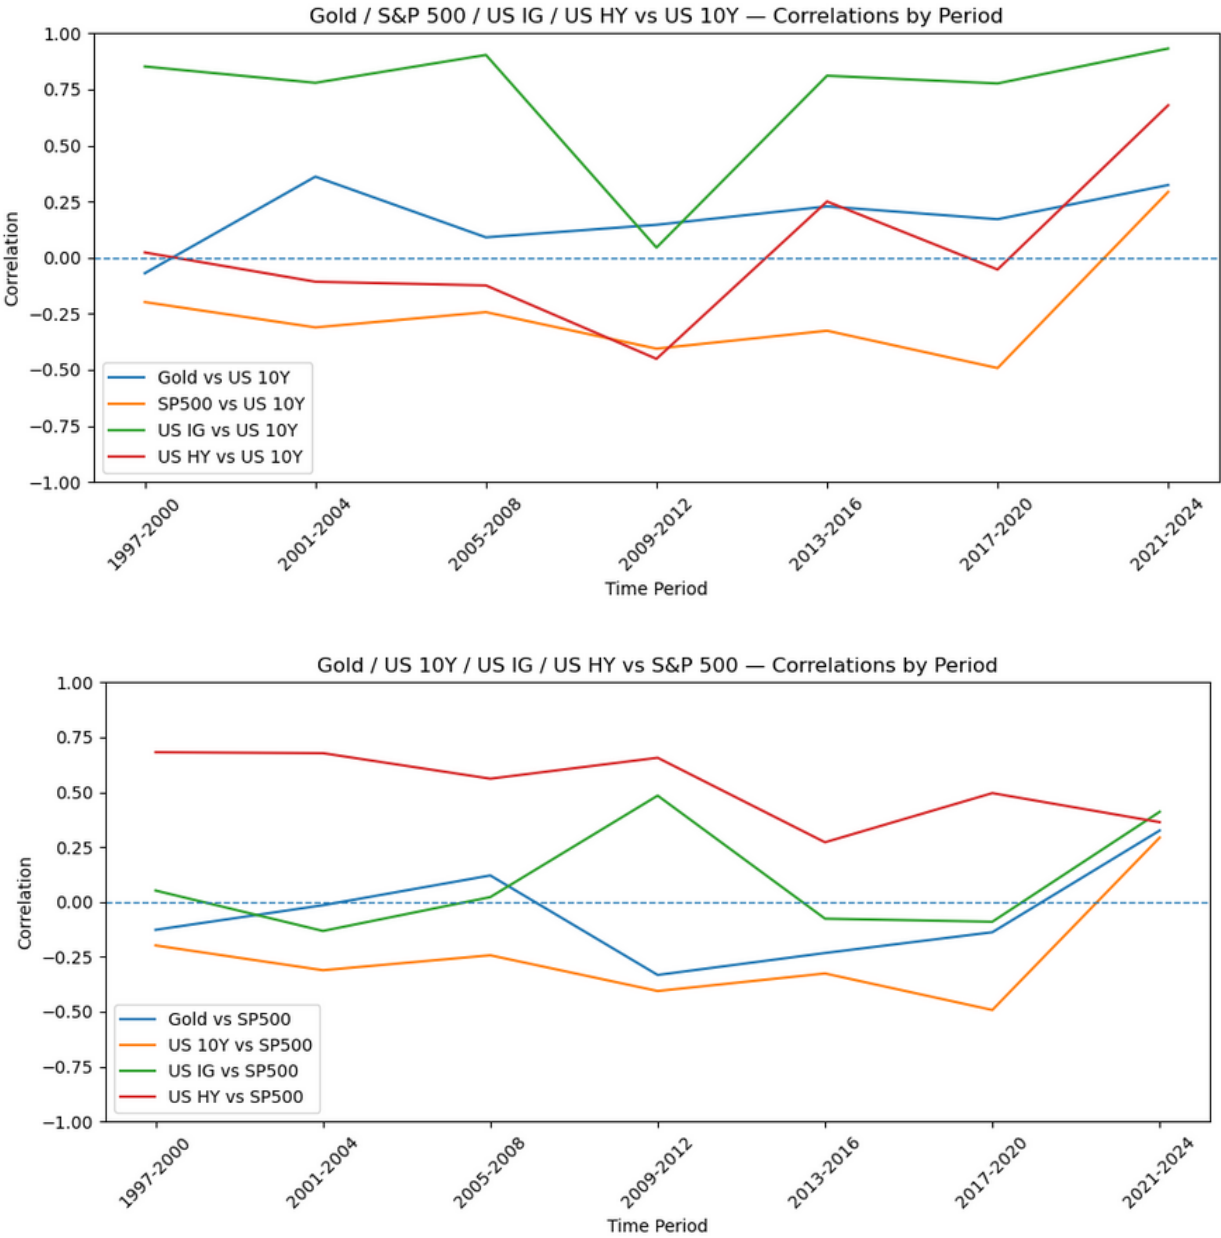 Gold / S&P 500 / US IG / US HY vs US 10Y — Correlations by Period
1.00
0.75
0.50
0.25
0.00
−0.25
−0.50
−0.75
−1.00
Correlation
Gold vs US 10Y
SP500 vs US 10Y
US IG vs US 10Y
US HY vs US 10Y
1997-2000
2001-2004
2005-2008
2009-2012
2013-2016
2017-2020
2021-2024
Time Period
Gold / US 10Y / US IG / US HY vs S&P 500 — Correlations by Period
1.00
0.75
0.50
0.25
0.00
−0.25
−0.50
−0.75
−1.00
Correlation
Gold vs SP500
US 10Y vs SP500
US IG vs SP500
US HY vs SP500
1997-2000
2001-2004
2005-2008
2009-2012
2013-2016
2017-2020
2021-2024
Time Period